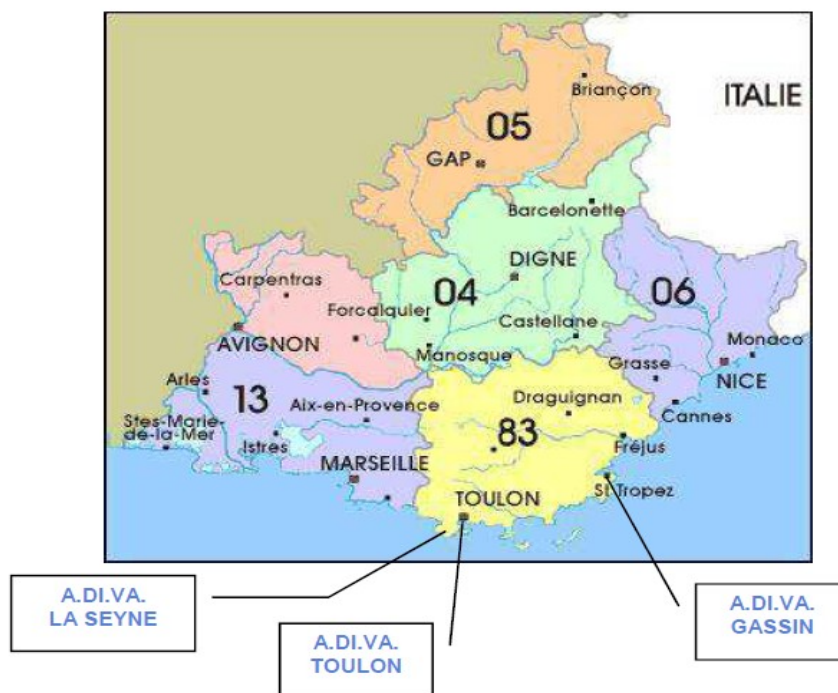 Briançon
ITALIE
05
GAP
Barcelonette
DIGNE
Carpentras
04
06
Forcalquier
Castellane
Monaco
AVIGNON
Manosque
Grasse
NICE
Arles
13
Aix-en-Provence
Draguignan
Cannes
Stes-Marie-
de-la-Mer
Istres
83
Fréjus
MARSEILLE
TOULON
St Tropez
A.DI.VA.
LA SEYNE
A.DI.VA.
TOULON
A.DI.VA.
GASSIN